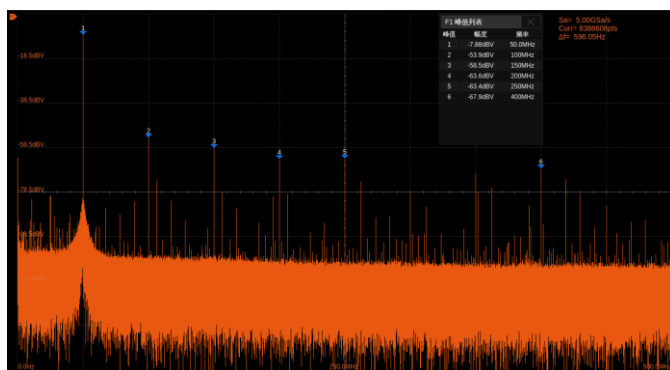 F1 峰值列表
峰值 幅度 频率
1 -7.88dBV 50.0MHz
2 -53.9dBV 100MHz
3 -58.5dBV 150MHz
4 -63.6dBV 200MHz
5 -63.4dBV 250MHz
6 -67.9dBV 400MHz
Sa= 5.00GSa/s
Curr= 8388608pts
Δf= 596.05Hz
1
-18.5dBV
-38.5dBV
2
3
-58.5dBV
4
5
6
-78.5dBV
0.0Hz
250.0MHz